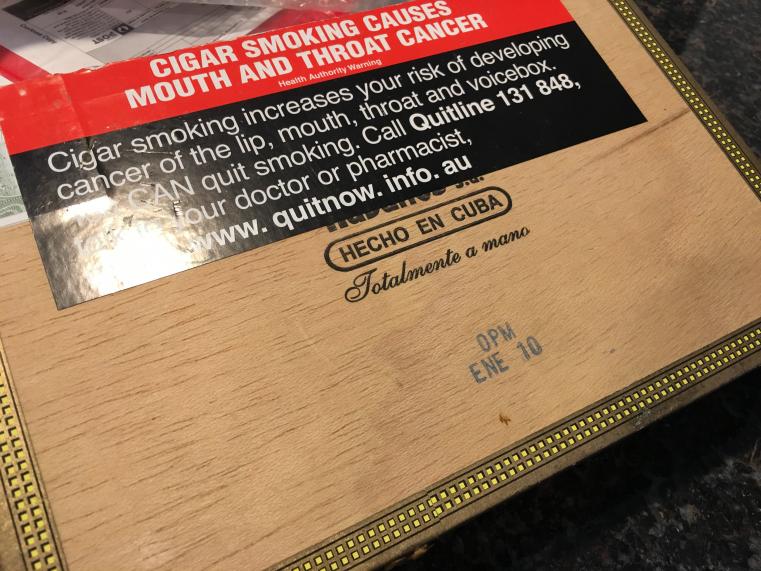 POST
CIGAR SMOKING CAUSES
MOUTH AND THROAT CANCER
Health Authority Warning
Cigar smoking increases your risk of developing
cancer of the lip, mouth, throat and voicebox.
CAN quit smoking. Call Quitline 131 848,
your doctor or pharmacist,
www. quitnow. info. au
HECHO EN CUBA
Totalmente a mano
OPM
ENE 10